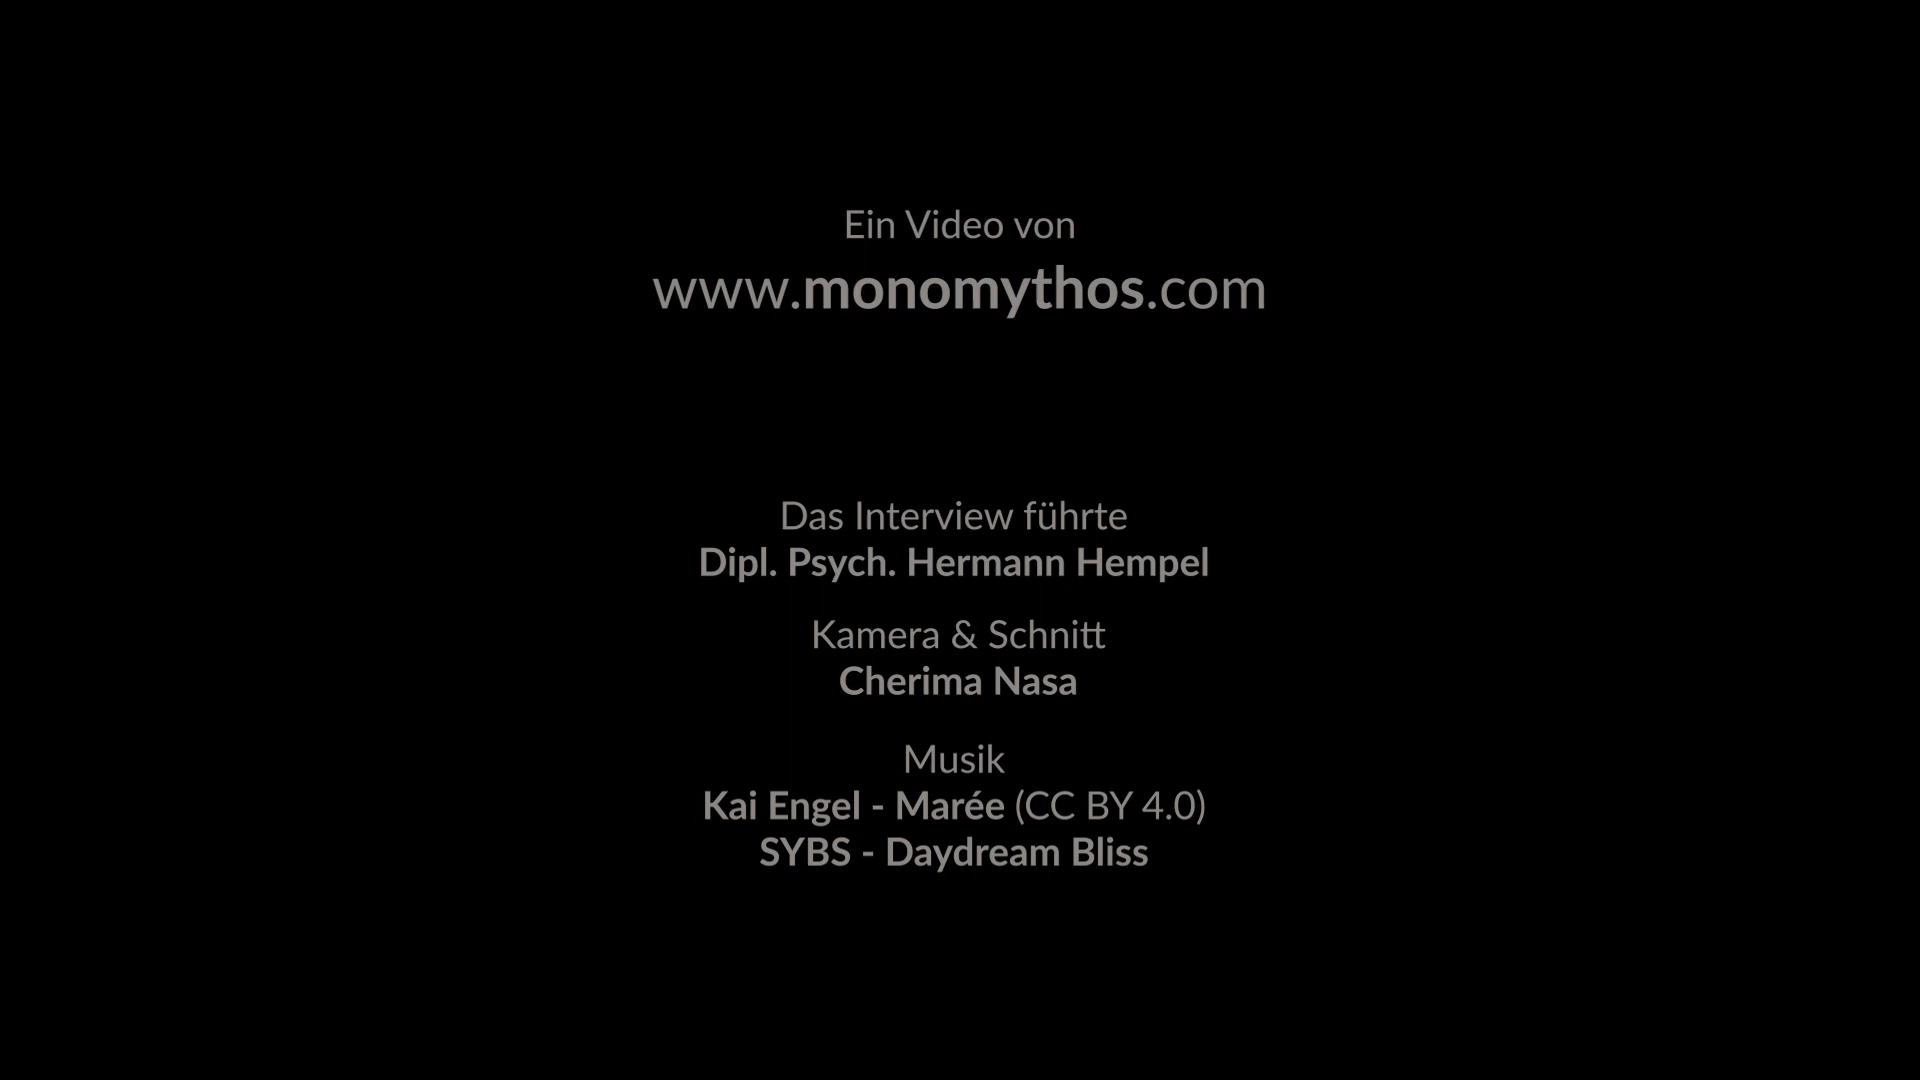 Ein Video von
www.monomythos.com
Das Interview führte
Dipl. Psych. Hermann Hempel
Kamera & Schnitt
Cherima Nasa
Musik
Kai Engel - Marée (CC BY 4.0)
SYBS - Daydream Bliss